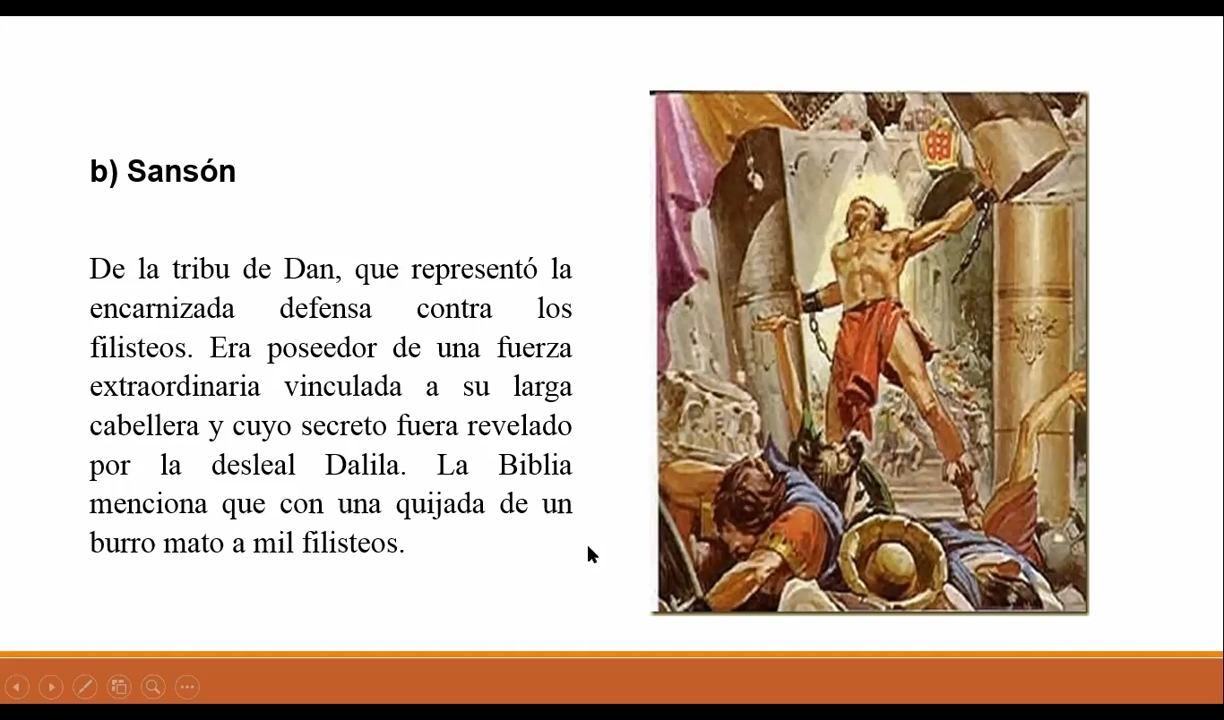 b) Sansón
De la tribu de Dan, que representó la
encarnizada defensa contra los
filisteos. Era poseedor de una fuerza
extraordinaria vinculada a su larga
cabellera y cuyo secreto fuera revelado
por la desleal Dalila. La Biblia
menciona que con una quijada de un
burro mato a mil filisteos.